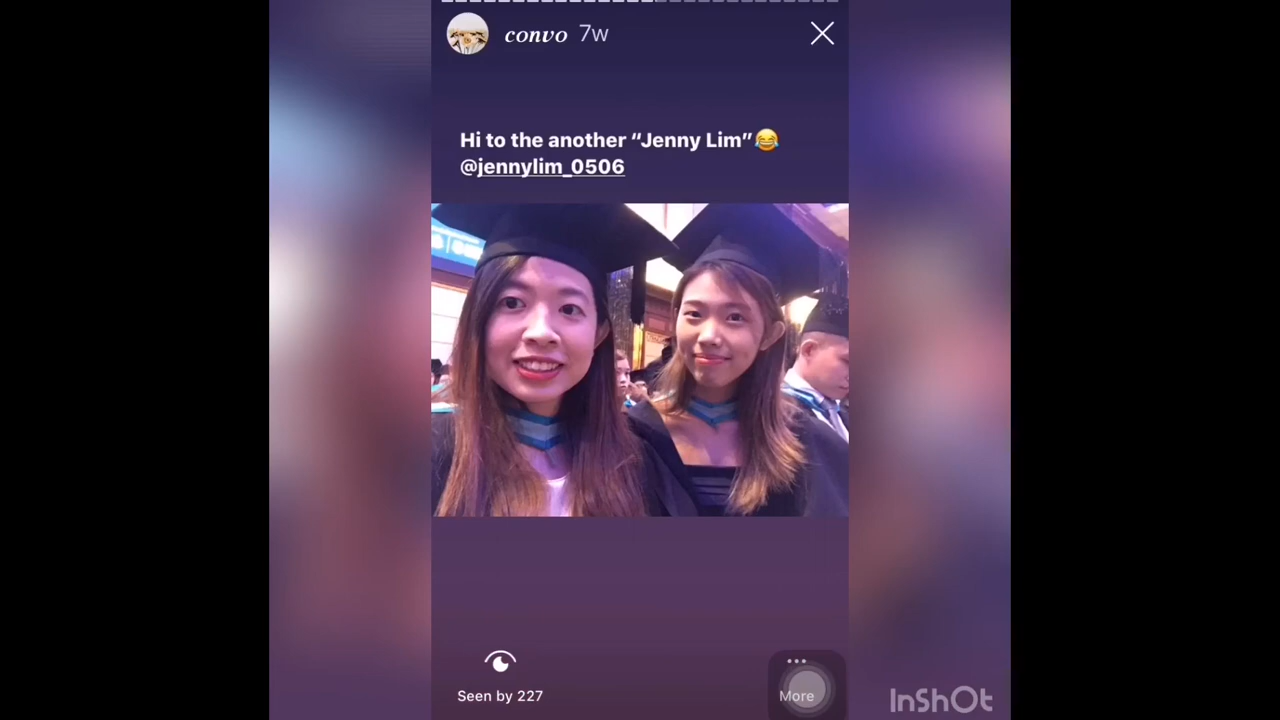 convo 7w
Hi to the another “Jenny Lim”😂
@jennylim_0506
Seen by 227
More
InShOt